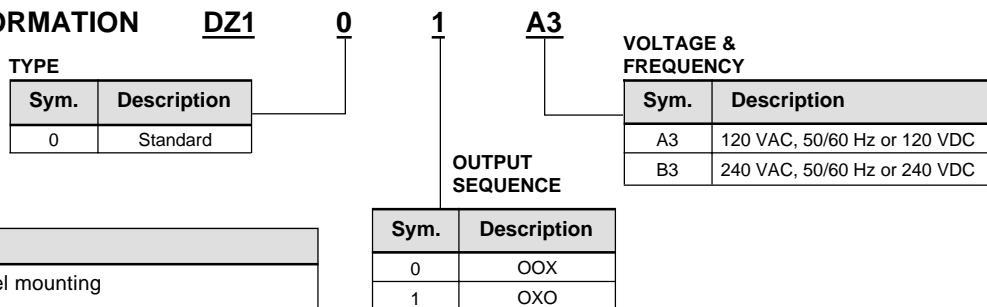 DZ1 0 1 A3
TYPE
Sym. Description
0 Standard
VOLTAGE &
FREQUENCY
Sym. Description
A3 120 VAC, 50/60 Hz or 120 VDC
B3 240 VAC, 50/60 Hz or 240 VDC
OUTPUT
SEQUENCE
Sym. Description
0 OOX
1 OXO
mounting